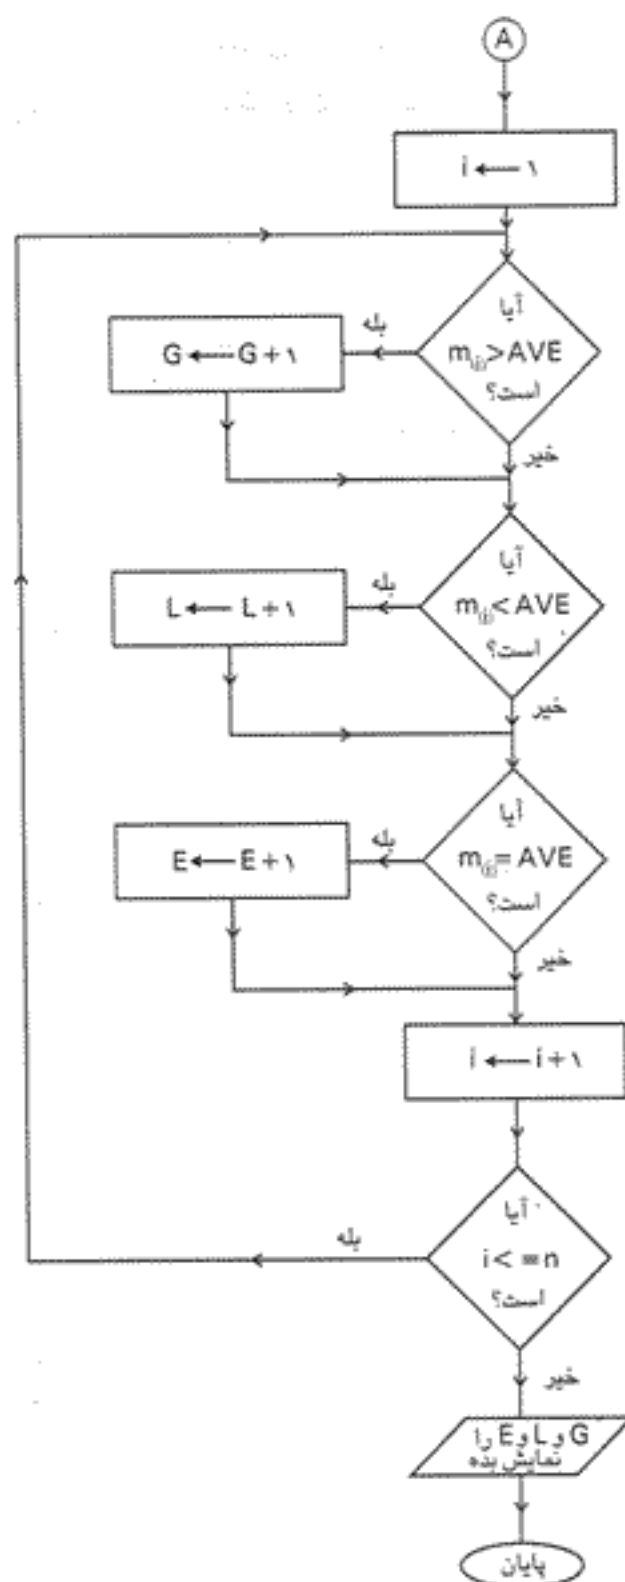 A
i ← ۱
آیا
m(i)>AVE
است؟
بله
G ← G+۱
خیر
آیا
m(i)<AVE
است؟
بله
L ← L+۱
خیر
آیا
m(i)=AVE
است؟
بله
E ← E+۱
خیر
i ← i+۱
آیا
i<=n
است؟
بله
خیر
G و L و E را
نمایش بده
پایان